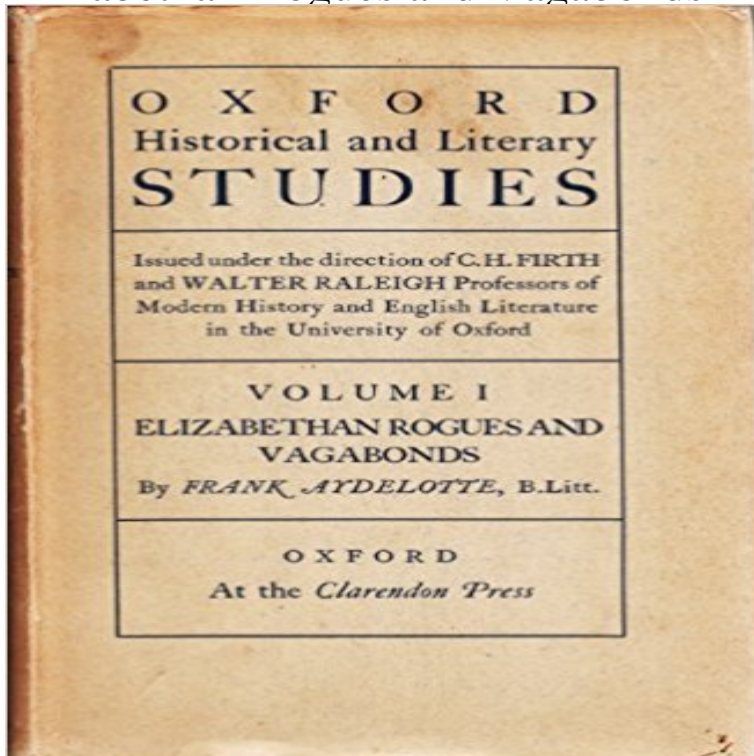 O X F O R D
Historical and Literary
STUDIES
Issued under the direction of C. H. FIRTH
and WALTER RALEIGH Professors of
Modern History and English Literature
in the University of Oxford
VOLUME I
ELIZABETHAN ROGUES AND
VAGABONDS
By FRANK AYDELOTTE, B.Litt.
OXFORD
At the Clarendon Press